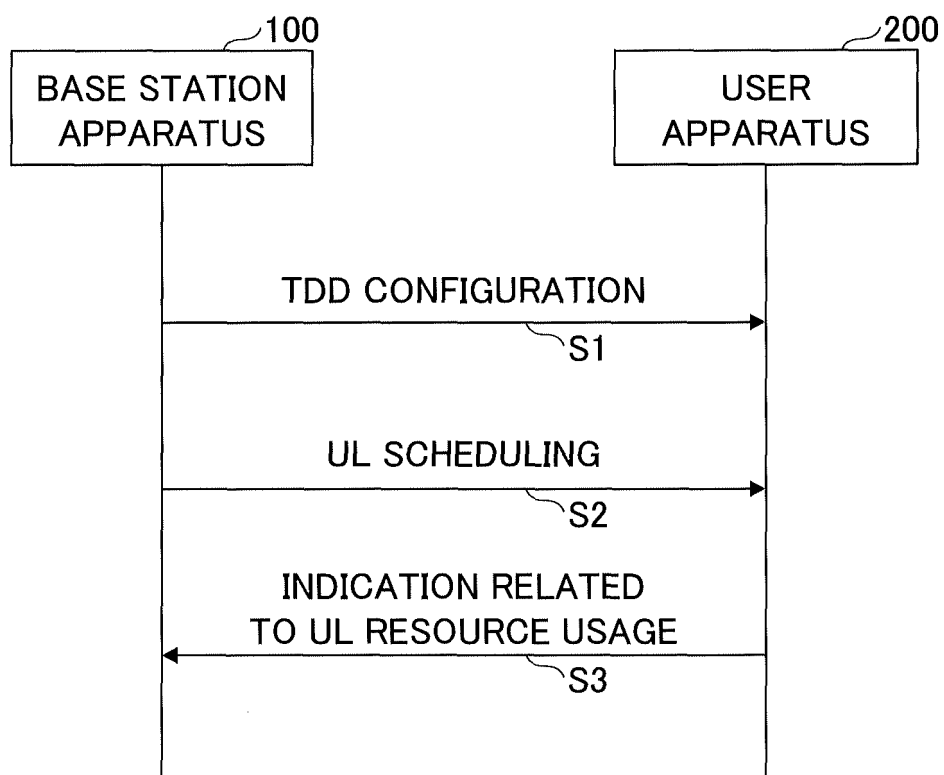 100
200
BASE STATION
APPARATUS
USER
APPARATUS
TDD CONFIGURATION
S1
UL SCHEDULING
S2
INDICATION RELATED
TO UL RESOURCE USAGE
S3